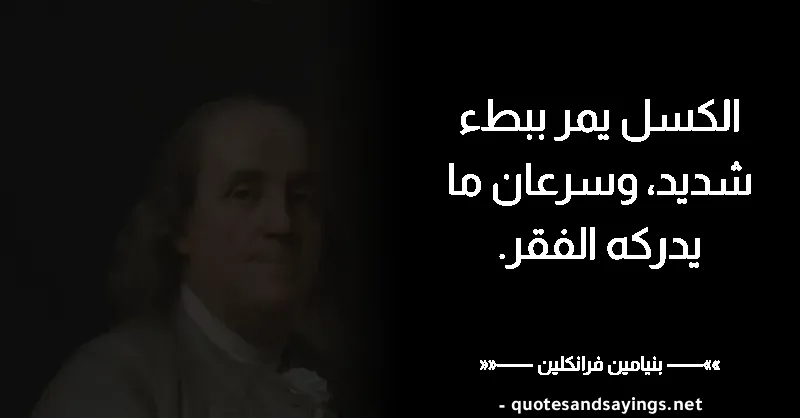 الكسل يمر ببطء
شديد، وسرعان ما
يدركه الفقر.
»»—— بنيامين فرانكلين ——««
- quotesandsayings.net